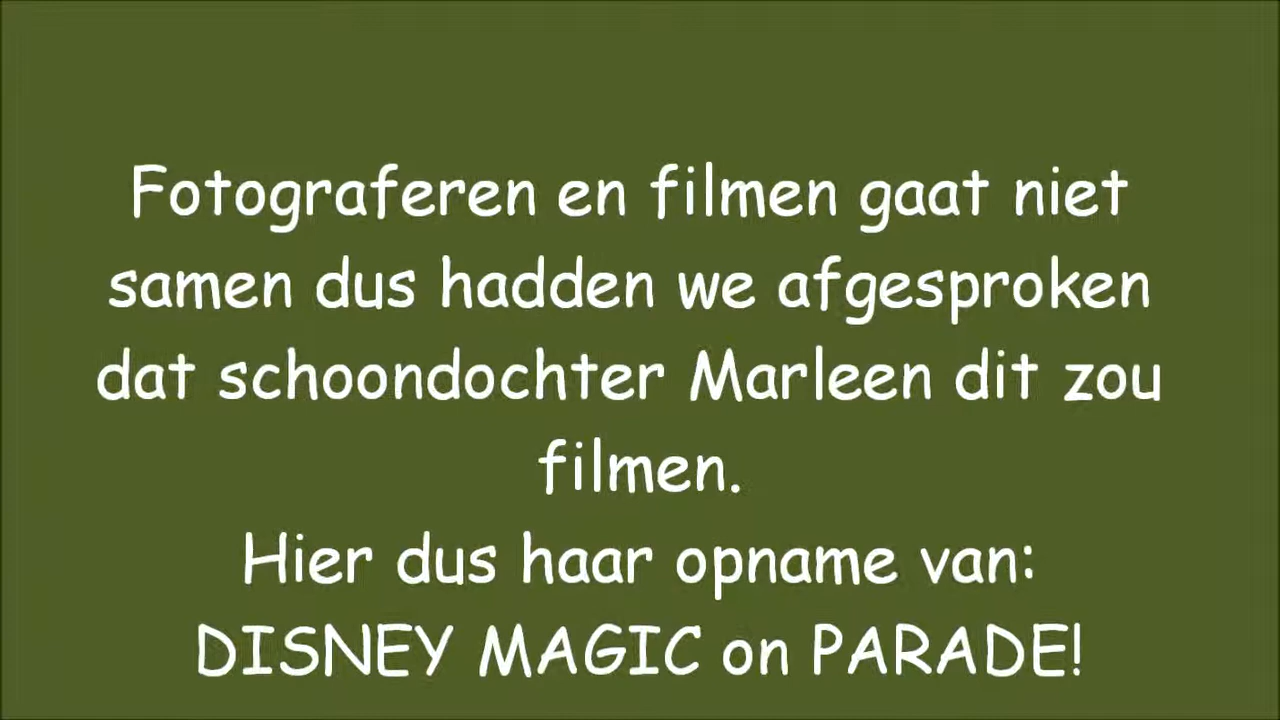 Fotograferen en filmen gaat niet
samen dus hadden we afgesproken
dat schoondochter Marleen dit zou
filmen.
Hier dus haar opname van:
DISNEY MAGIC on PARADE!